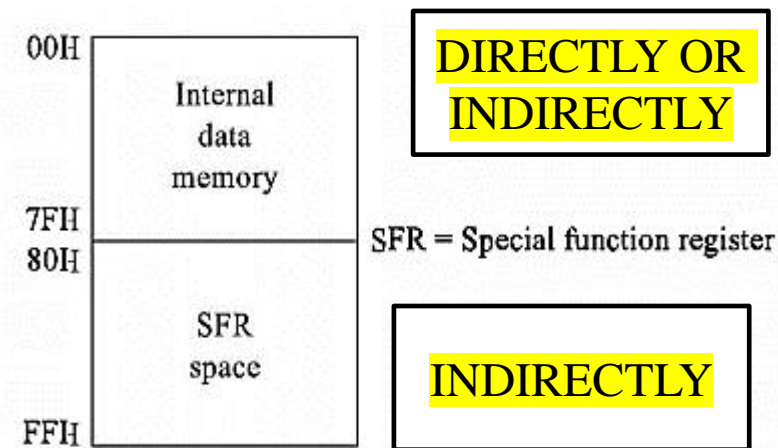 00H
DIRECTLY OR
INDIRECTLY
Internal
data
memory
7FH
80H
SFR = Special function register
SFR
space
INDIRECTLY
FFH